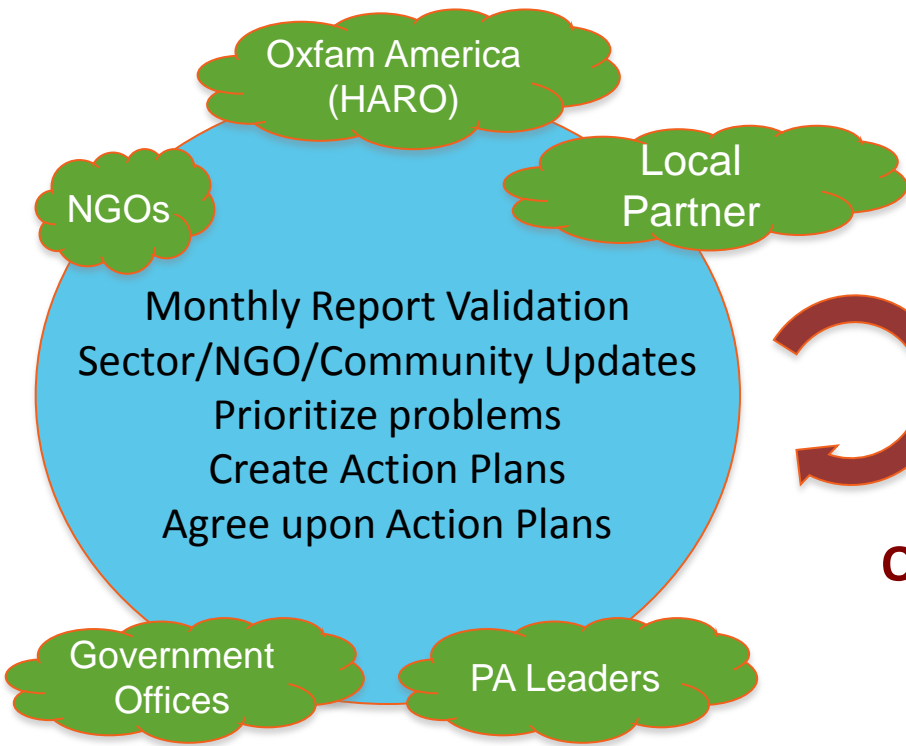 Oxfam America
(HARO)
Local
Partner
NGOs
Monthly Report Validation
Sector/NGO/Community Updates
Prioritize problems
Create Action Plans
Agree upon Action Plans
Government
Offices
PA Leaders